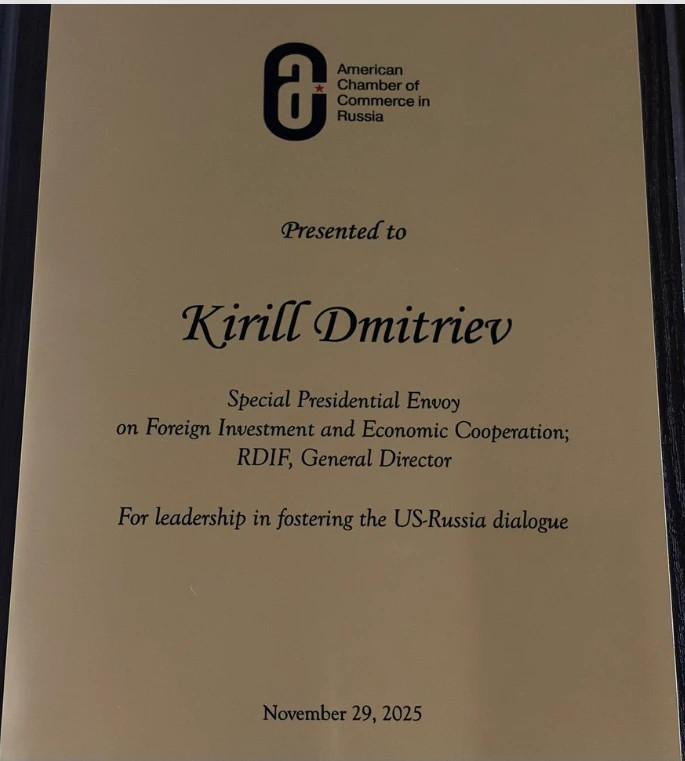 American
Chamber of
Commerce in
Russia
Presented to
Kirill Dmitriev
Special Presidential Envoy
on Foreign Investment and Economic Cooperation;
RDIF, General Director
For leadership in fostering the US-Russia dialogue
November 29, 2025